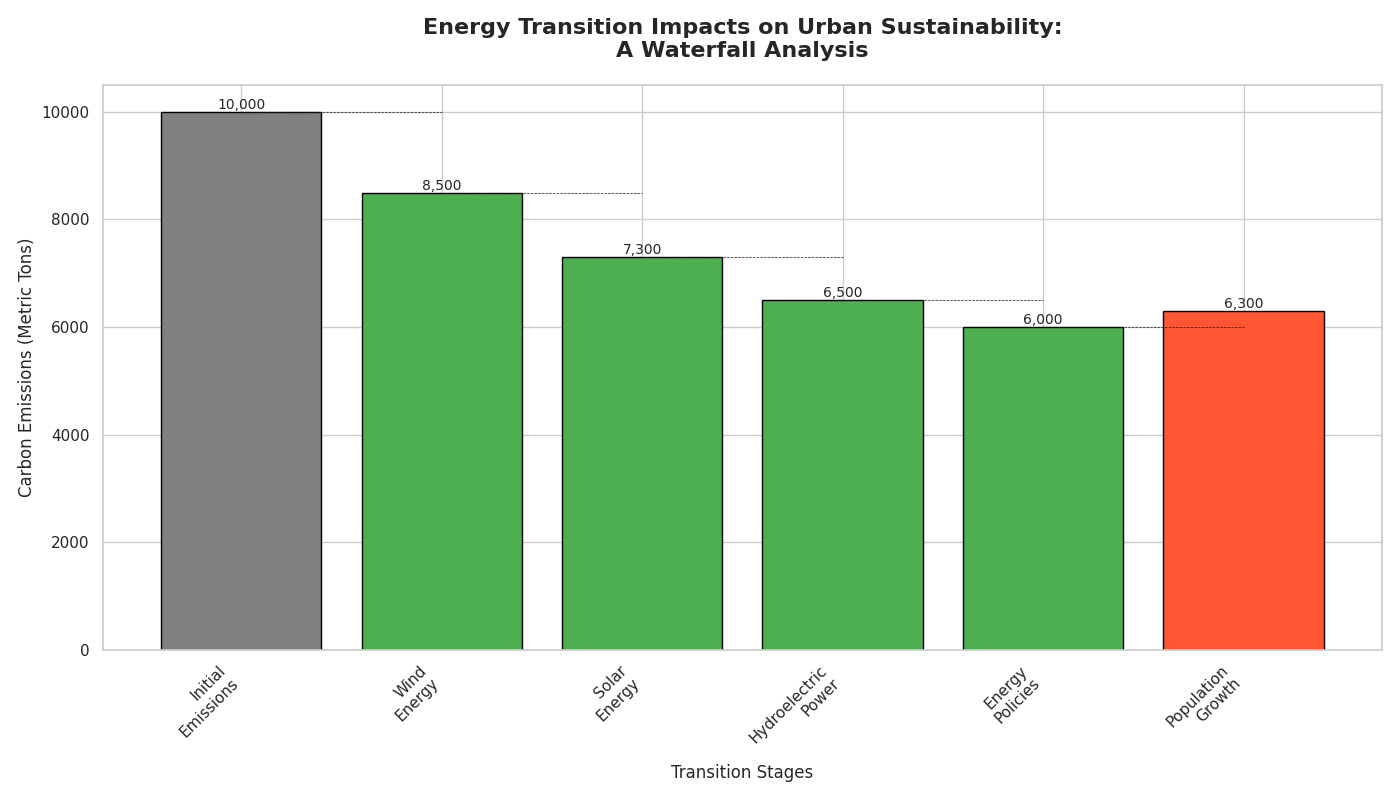 Energy Transition Impacts on Urban Sustainability:
A Waterfall Analysis
Carbon Emissions (Metric Tons)
10000
8000
6000
4000
2000
0
10,000
8,500
7,300
6,500
6,000
6,300
Initial
Emissions
Wind
Energy
Solar
Energy
Hydroelectric
Power
Energy
Policies
Population
Growth
Transition Stages